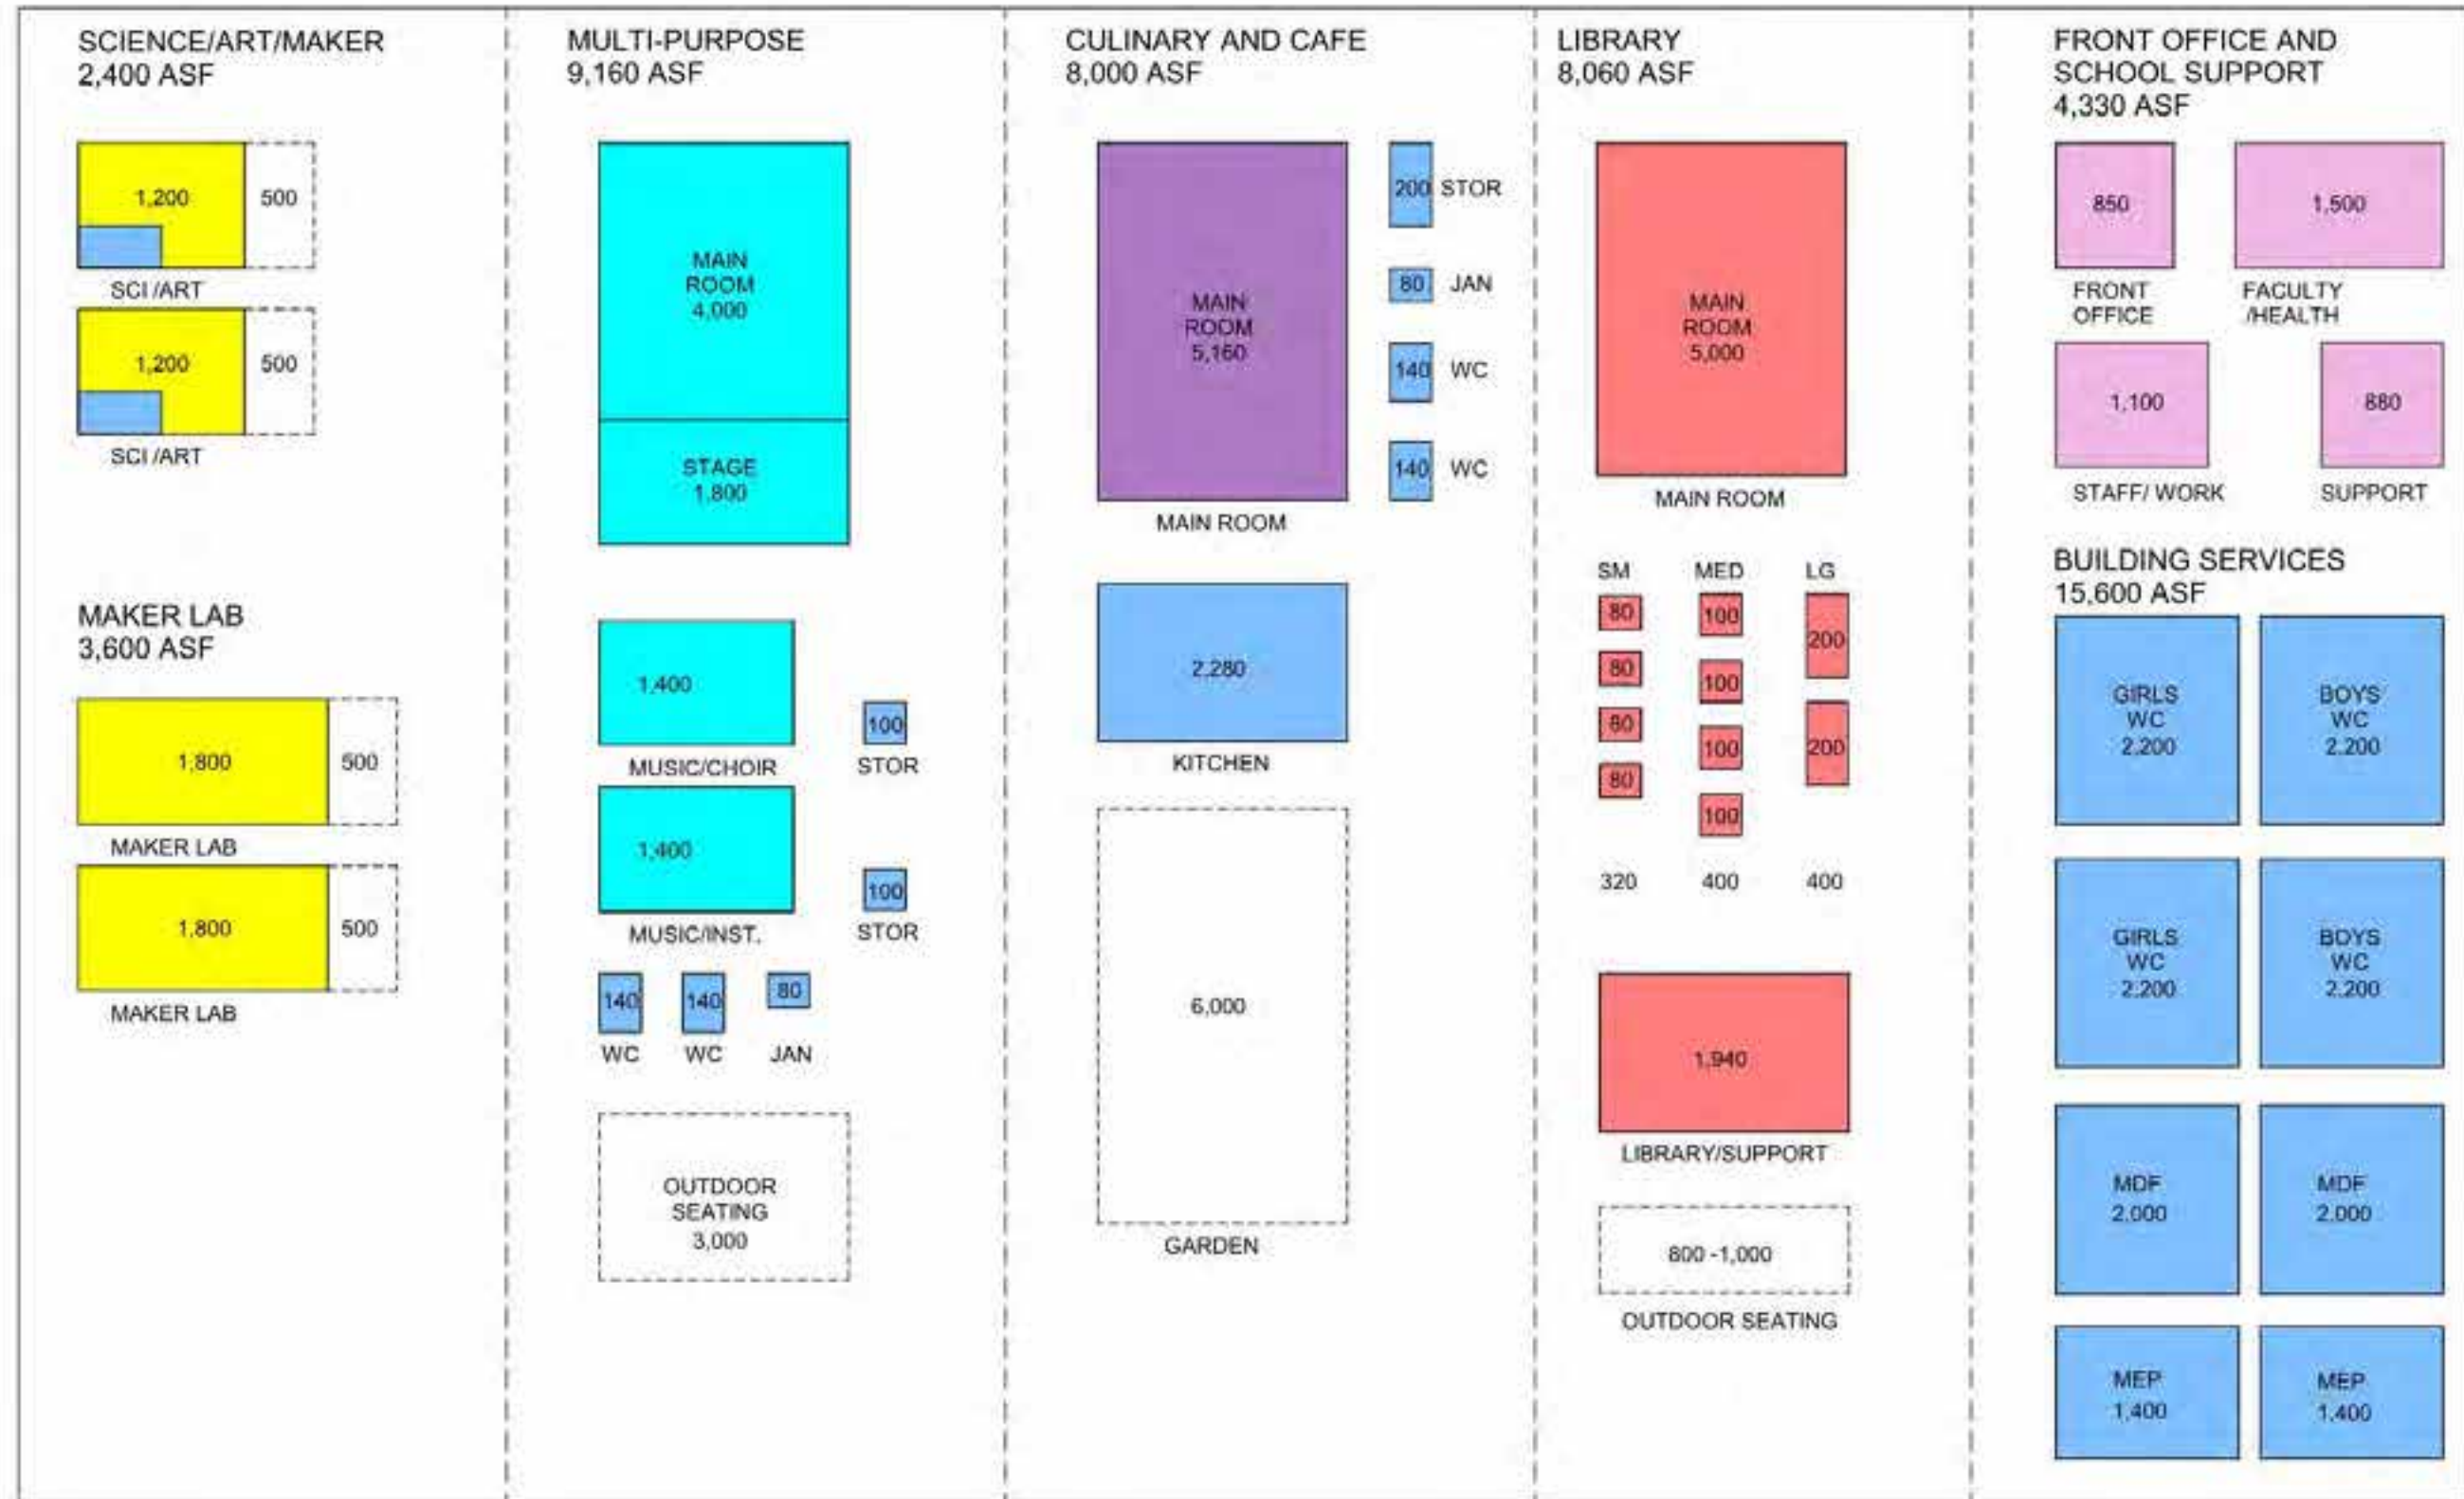 SCIENCE/ART/MAKER
2,400 ASF
1,200
500
SCI /ART
1,200
500
SCI /ART
MAKER LAB
3,600 ASF
1,800
500
MAKER LAB
1,800
500
MAKER LAB
MULTI-PURPOSE
9,160 ASF
MAIN
ROOM
4,000
STAGE
1,800
1,400
MUSIC/CHOIR
100
STOR
1,400
MUSIC/INST.
100
STOR
140
WC
140
WC
80
JAN
OUTDOOR
SEATING
3,000
CULINARY AND CAFE
8,000 ASF
MAIN
ROOM
5,160
MAIN ROOM
200 STOR
80 JAN
140 WC
140 WC
2,280
KITCHEN
6,000
GARDEN
LIBRARY
8,060 ASF
MAIN
ROOM
5,000
MAIN ROOM
SM
80
80
80
80
320
MED
100
100
100
100
400
LG
200
200
400
1,940
LIBRARY/SUPPORT
800 -1,000
OUTDOOR SEATING
FRONT OFFICE AND
SCHOOL SUPPORT
4,330 ASF
850
FRONT
OFFICE
1,500
FACULTY
/HEALTH
1,100
STAFF/ WORK
880
SUPPORT
BUILDING SERVICES
15,600 ASF
GIRLS
WC
2,200
BOYS
WC
2,200
GIRLS
WC
2,200
BOYS
WC
2,200
MDF
2,000
MDF
2,000
MEP
1,400
MEP
1,400